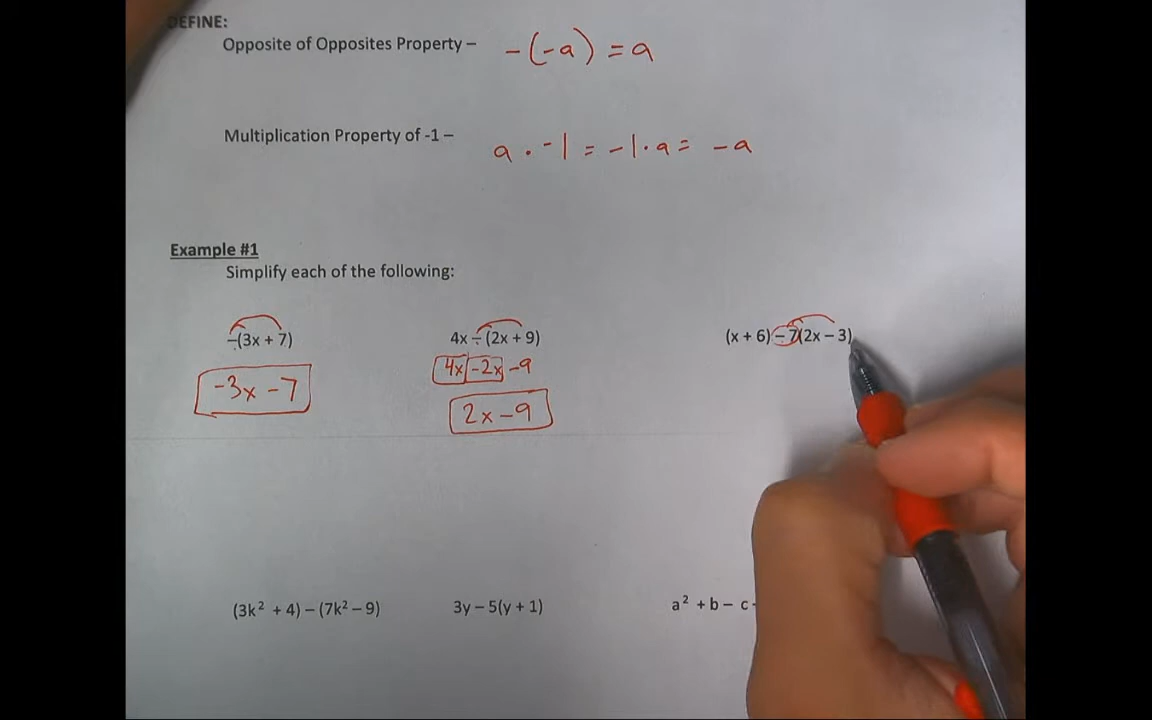 DEFINE:
Opposite of Opposites Property – -(-a) = a
Multiplication Property of -1 – a · -1 = -1 · a = -a
Example #1
Simplify each of the following:
–(3x + 7) 4x – (2x + 9) (x + 6) – 7(2x – 3)
-3x - 7 4x - 2x - 9
2x - 9
(3k² + 4) – (7k² – 9) 3y – 5(y + 1) a² + b – c